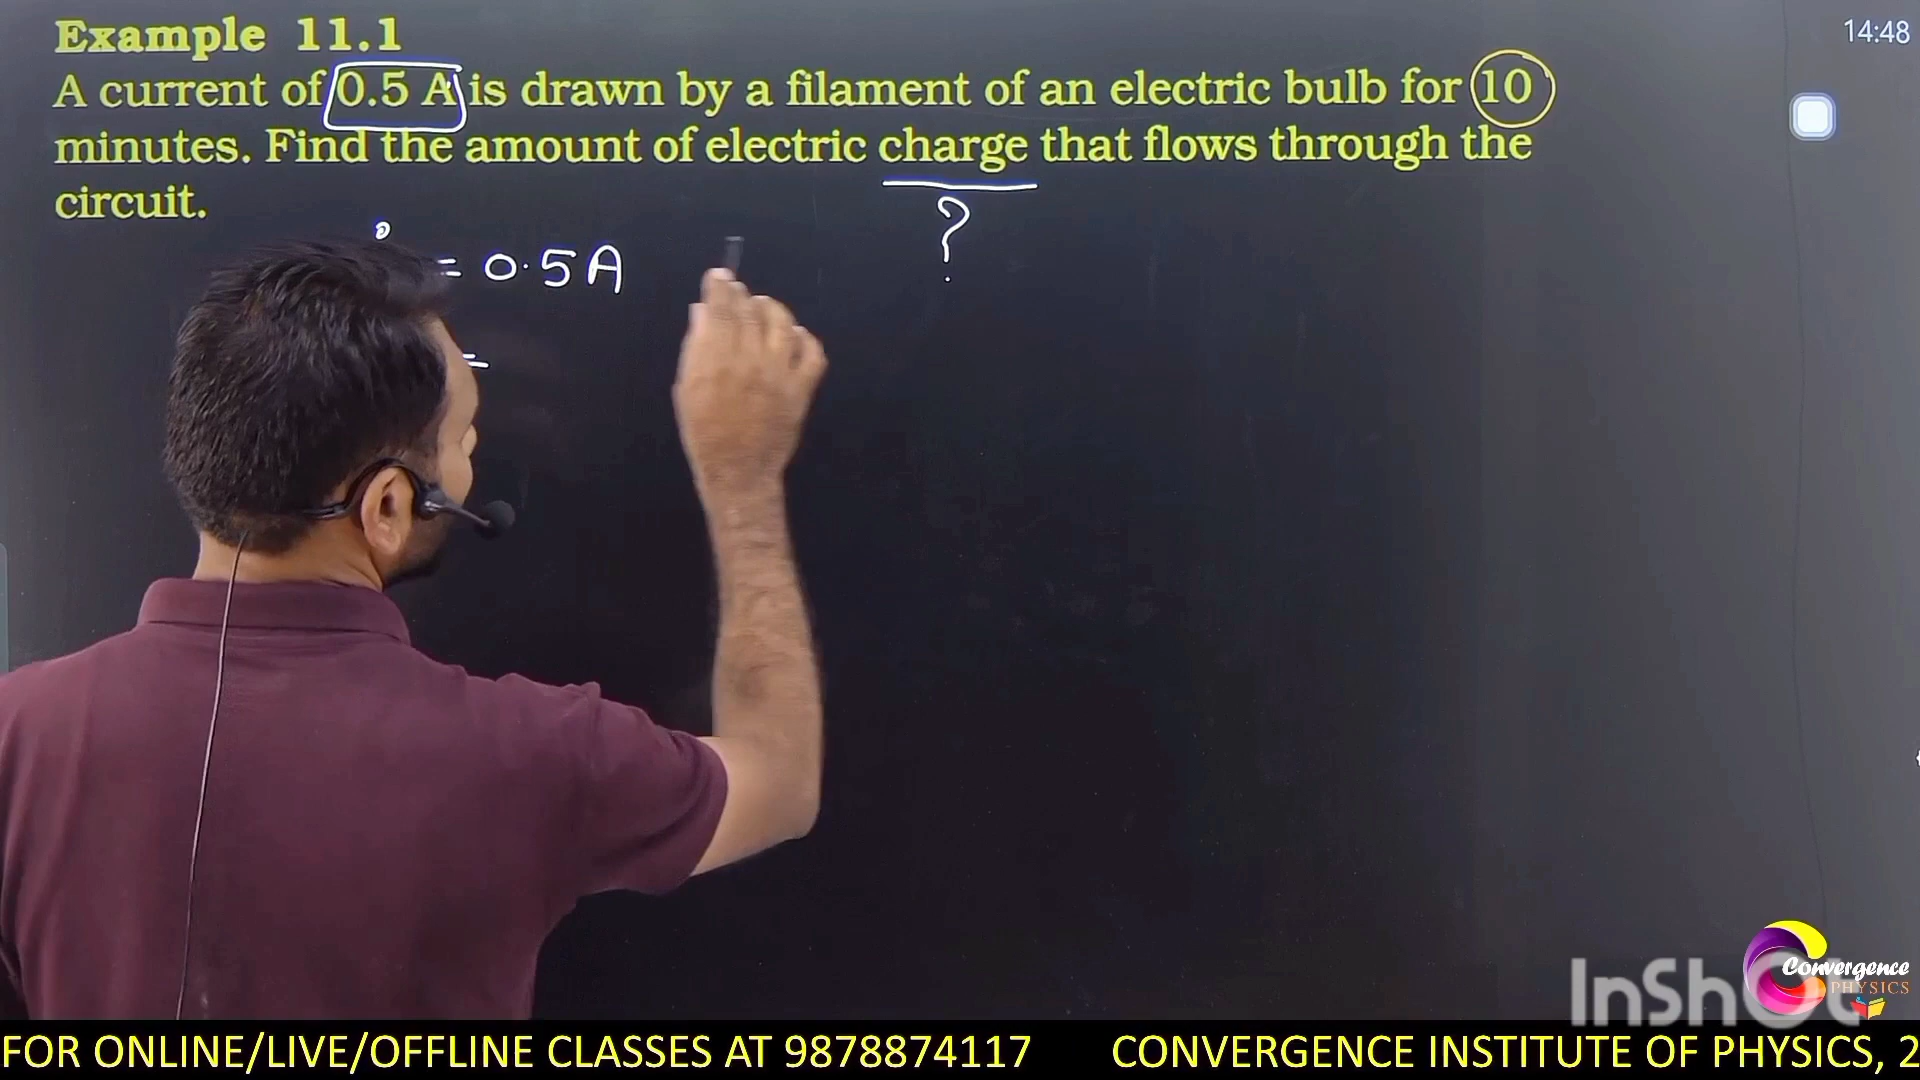 Example 11.1
14:48
A current of 0.5 A is drawn by a filament of an electric bulb for 10
minutes. Find the amount of electric charge that flows through the
circuit.
?
i = 0.5 A
=
InShot
Convergence
PHYSICS
FOR ONLINE/LIVE/OFFLINE CLASSES AT 9878874117 CONVERGENCE INSTITUTE OF PHYSICS, 2